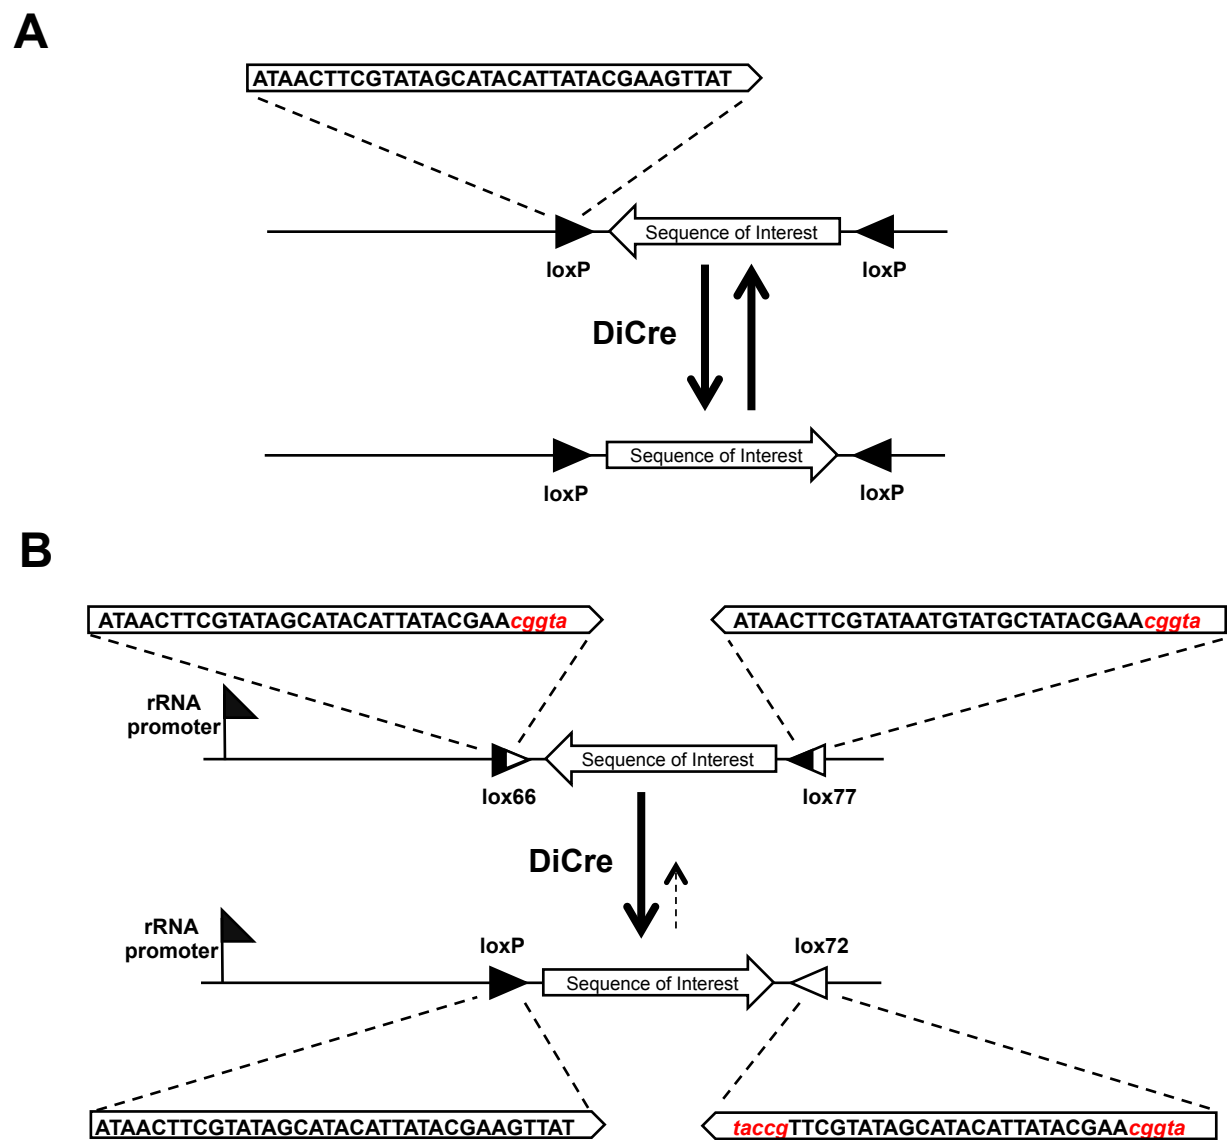 A
ATAACTTCGTATAGCATACATTATACGAAGTTAT
Sequence of Interest
loxP
loxP
DiCre
Sequence of Interest
loxP
loxP
B
ATAACTTCGTATAGCATACATTATACGAAcggta
ATAACTTCGTATAATGTATGCTATACGAAcggta
rRNA
promoter
Sequence of Interest
lox66
lox77
DiCre
rRNA
promoter
loxP
lox72
Sequence of Interest
ATAACTTCGTATAGCATACATTATACGAAGTTAT
taccgTTCGTATAGCATACATTATACGAAcggta